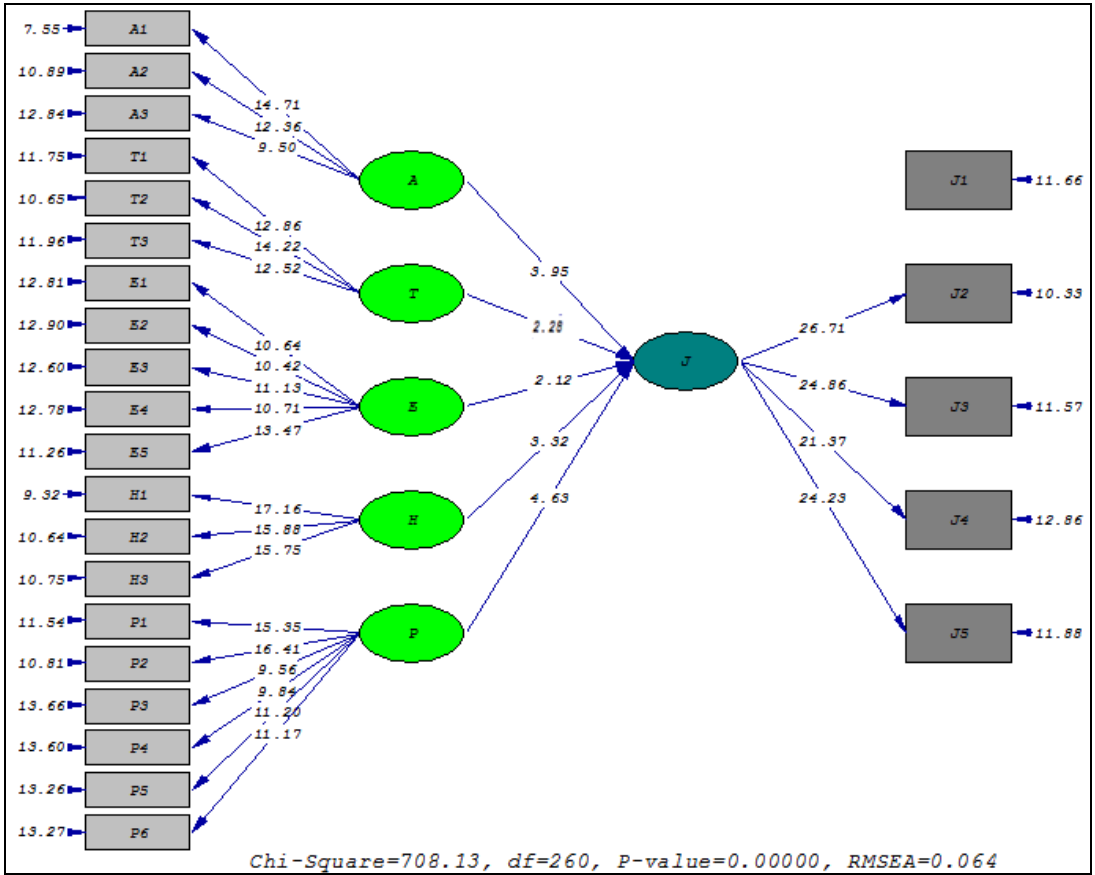 7.55 A1
10.89 A2
12.84 A3
11.75 T1
10.65 T2
11.96 T3
12.81 E1
12.90 E2
12.60 E3
12.78 E4
11.26 E5
9.32 H1
10.64 H2
10.75 H3
11.54 P1
10.81 P2
13.66 P3
13.60 P4
13.26 P5
13.27 P6
14.71
12.36
9.50
12.86
14.22
12.52
10.64
10.42
11.13
10.71
13.47
17.16
15.88
15.75
15.35
16.41
9.56
9.84
11.20
11.17
A
T
E
H
P
3.95
2.28
2.12
3.32
4.63
J
26.71
24.86
21.37
24.23
J1 11.66
J2 10.33
J3 11.57
J4 12.86
J5 11.88
Chi-Square=708.13, df=260, P-value=0.00000, RMSEA=0.064